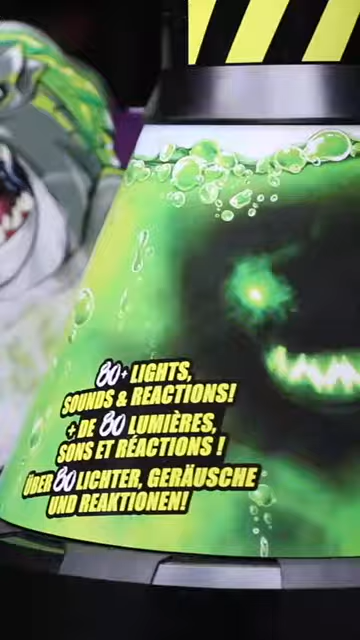 80+ LIGHTS,
SOUNDS & REACTIONS!
+ DE 80 LUMIÈRES,
SONS ET RÉACTIONS !
ÜBER 80 LICHTER, GERÄUSCHE
UND REAKTIONEN!